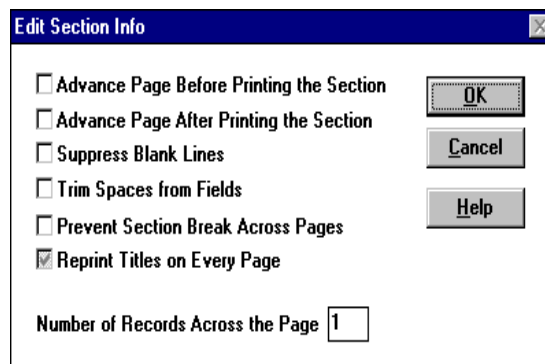 Edit Section Info
Advance Page Before Printing the Section
OK
Advance Page After Printing the Section
Suppress Blank Lines
Cancel
Trim Spaces from Fields
Help
Prevent Section Break Across Pages
Reprint Titles on Every Page
Number of Records Across the Page 1